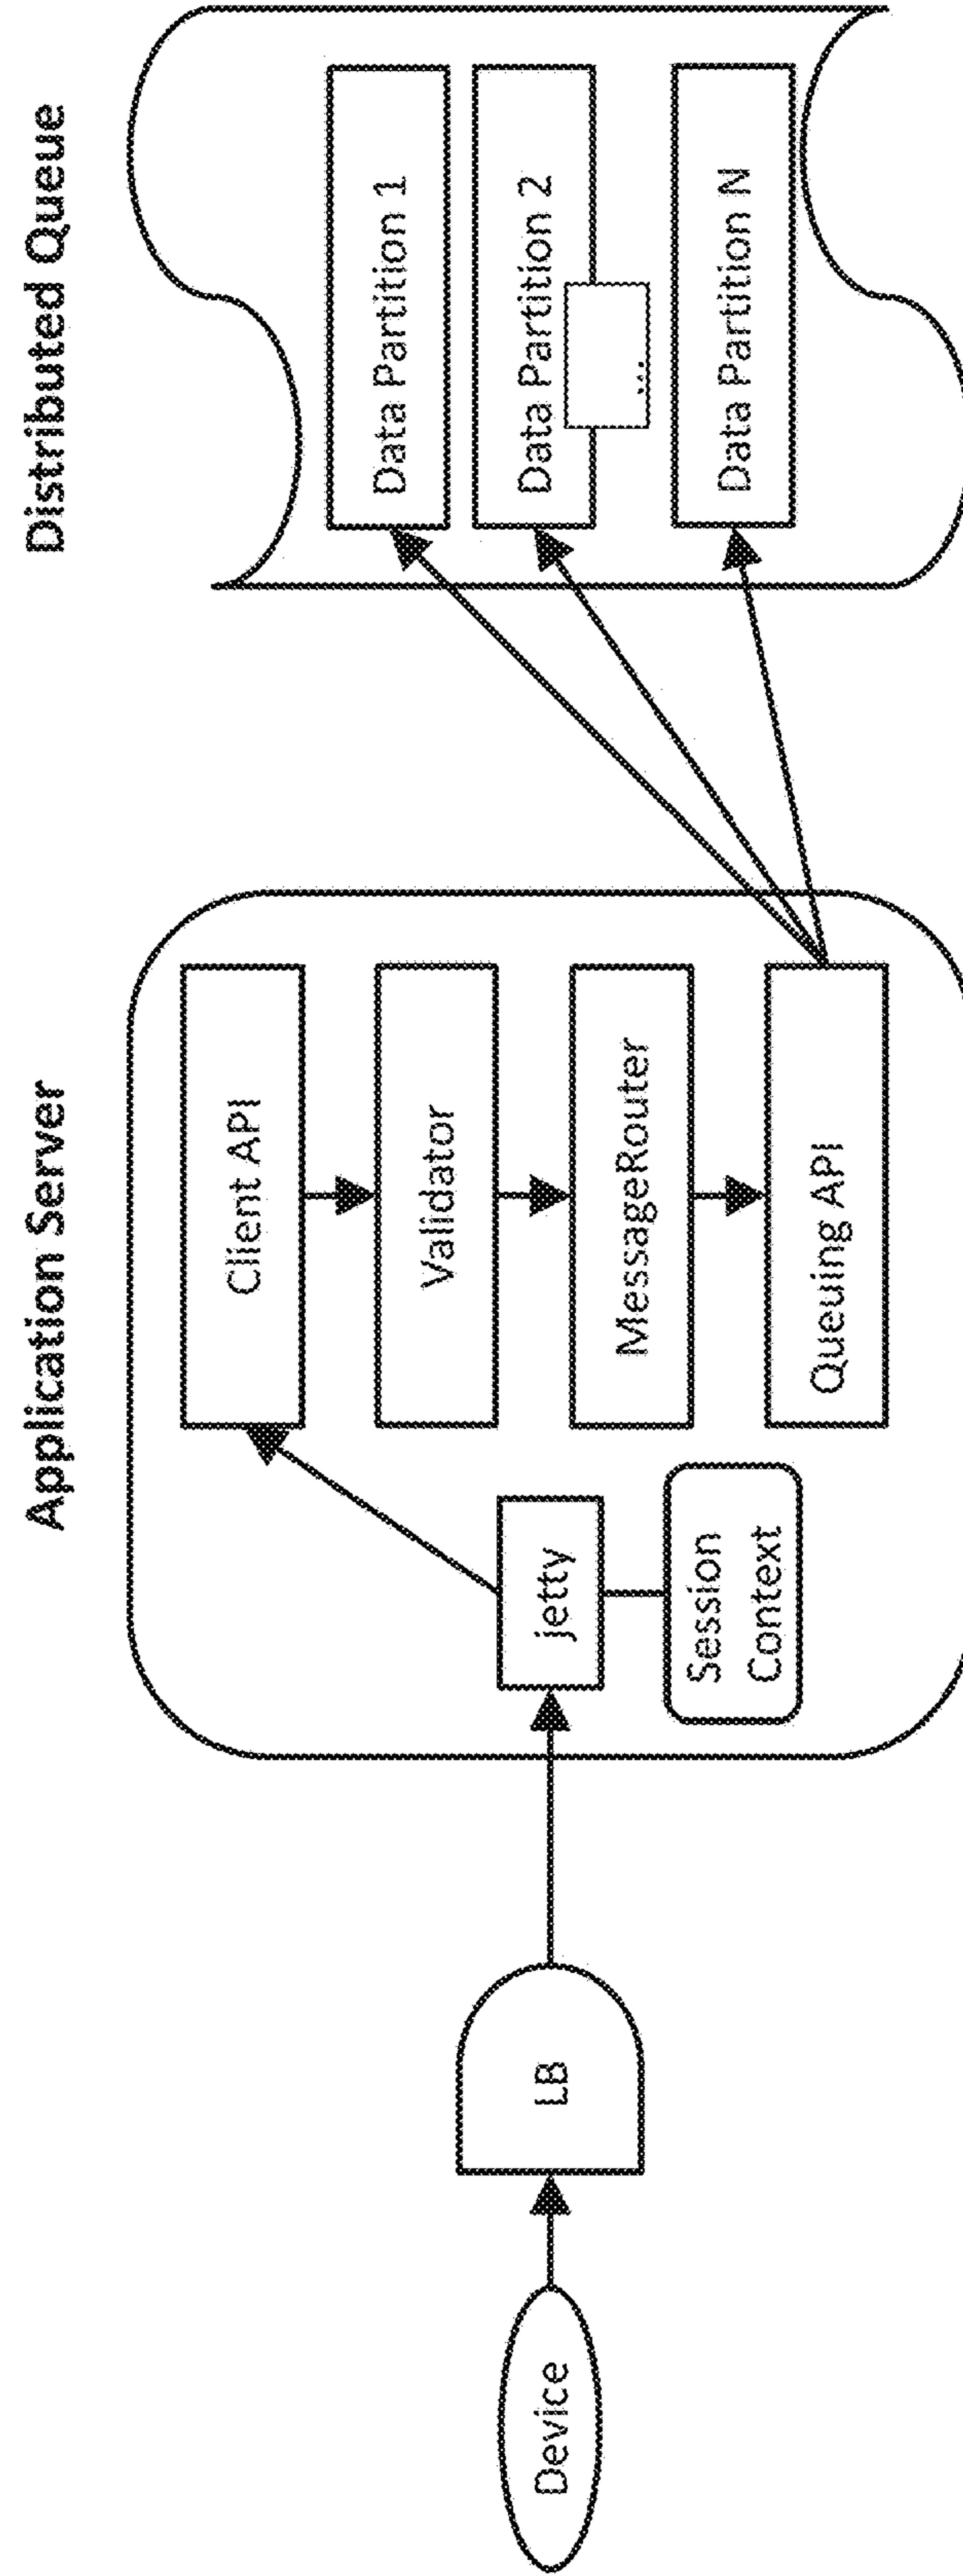 Application Server
Distributed Queue
Device
LB
jetty
Session
Context
Client API
Validator
MessageRouter
Queuing API
Data Partition 1
Data Partition 2
...
Data Partition N